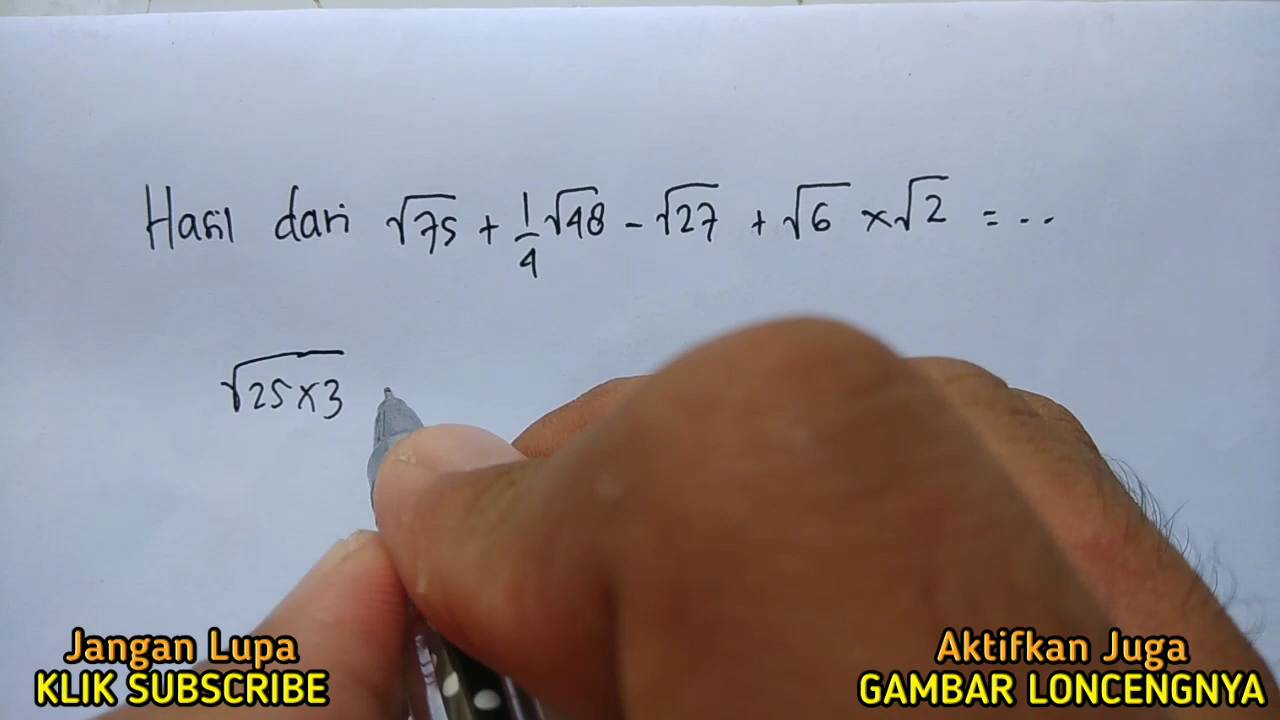 Hasil dari √75 + 1/4 √48 - √27 + √6 x √2 = ...
√25 x 3
Jangan Lupa
KLIK SUBSCRIBE
Aktifkan Juga
GAMBAR LONCENGNYA